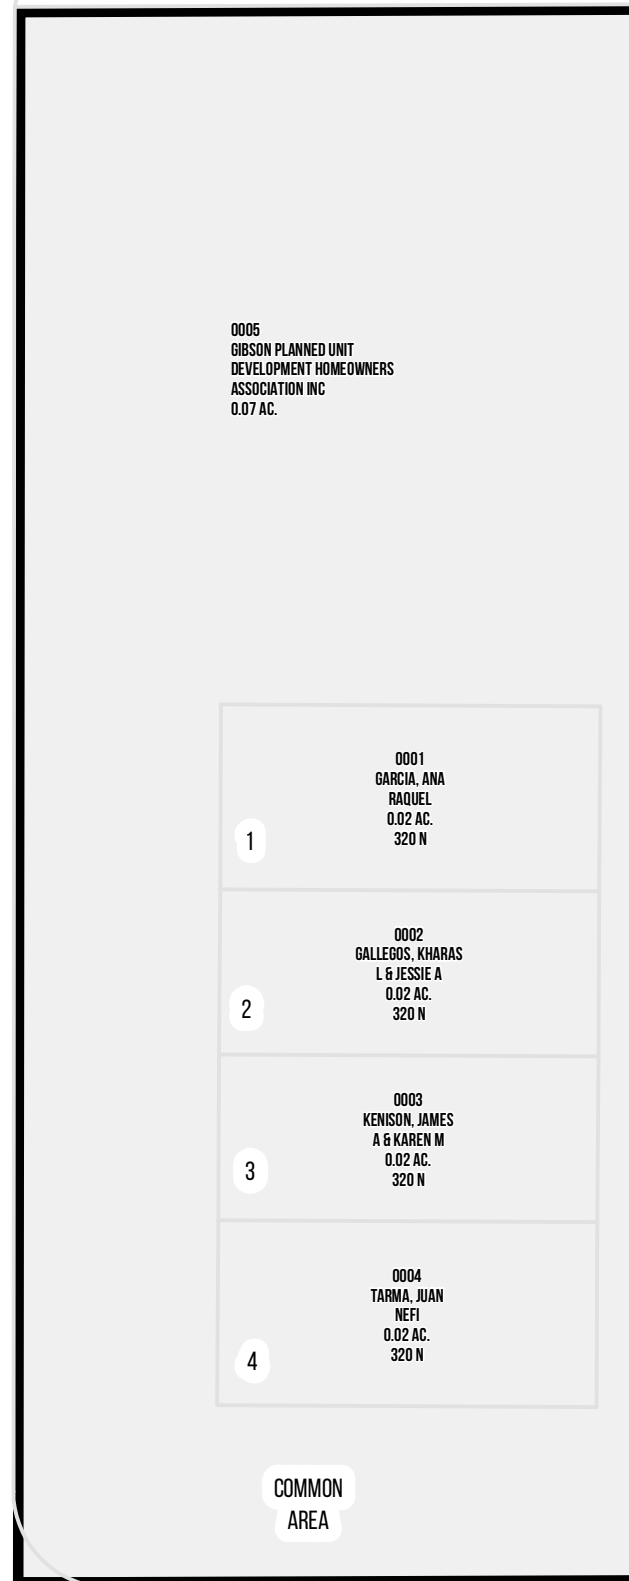 0005
GIBSON PLANNED UNIT
DEVELOPMENT HOMEOWNERS
ASSOCIATION INC
0.07 AC.
0001
GARCIA, ANA
RAQUEL
0.02 AC.
320 N
1
0002
GALLEGOS, KHARAS
L & JESSIE A
0.02 AC.
320 N
2
0003
KENISON, JAMES
A & KAREN M
0.02 AC.
320 N
3
0004
TARMA, JUAN
NEFI
0.02 AC.
320 N
4
COMMON
AREA